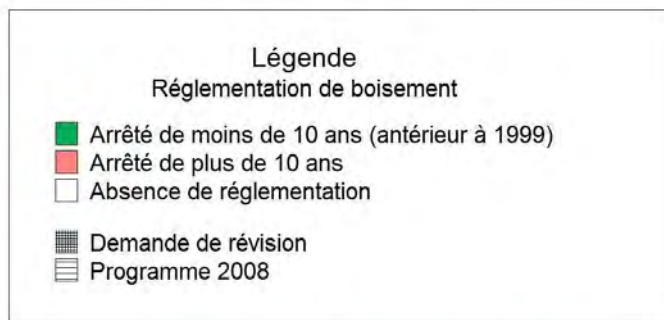 Légende
Réglementation de boisement
Arrêté de moins de 10 ans (antérieur à 1999)
Arrêté de plus de 10 ans
Absence de réglementation
Demande de révision
Programme 2008